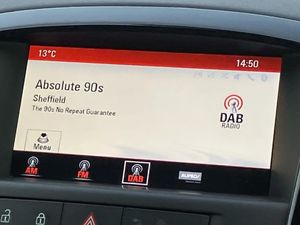 13°C
14:50
Absolute 90s
Sheffield
The 90s No Repeat Guarantee
DAB
RADIO
Menu
AM
FM
DAB